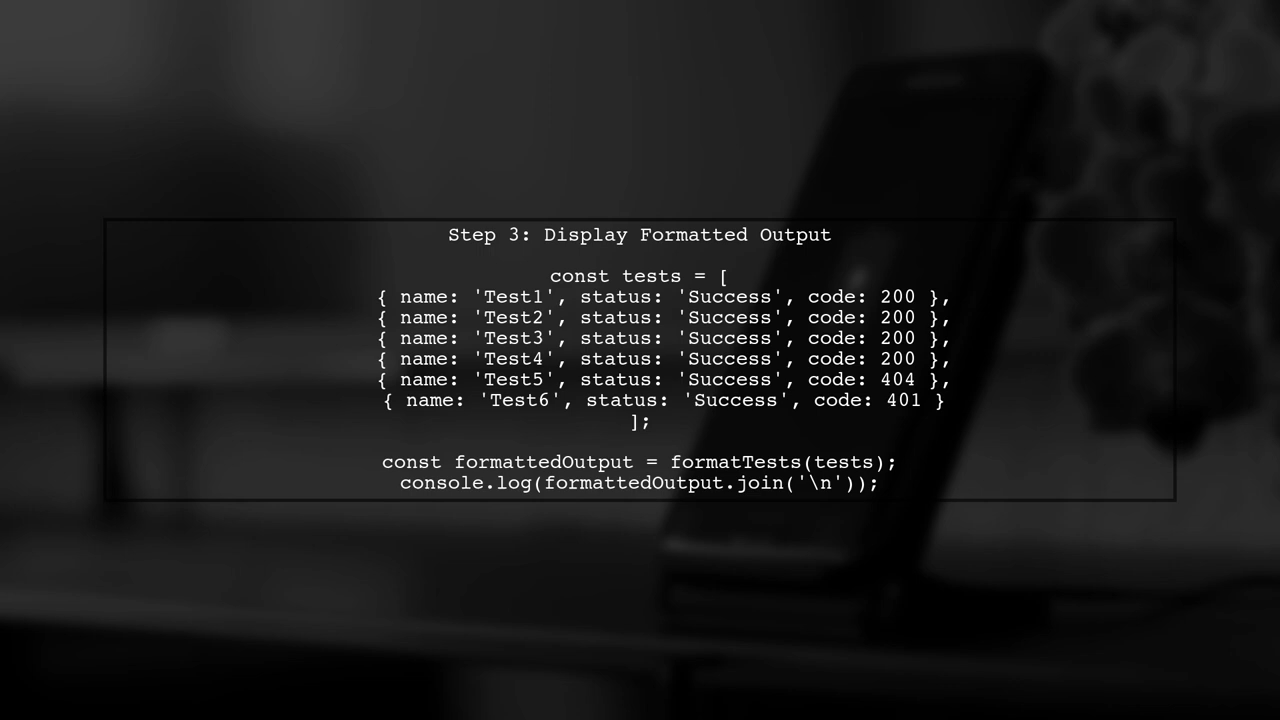 Step 3: Display Formatted Output
const tests = [
{ name: 'Test1', status: 'Success', code: 200 },
{ name: 'Test2', status: 'Success', code: 200 },
{ name: 'Test3', status: 'Success', code: 200 },
{ name: 'Test4', status: 'Success', code: 200 },
{ name: 'Test5', status: 'Success', code: 404 },
{ name: 'Test6', status: 'Success', code: 401 }
];
const formattedOutput = formatTests(tests);
console.log(formattedOutput.join('\n'));